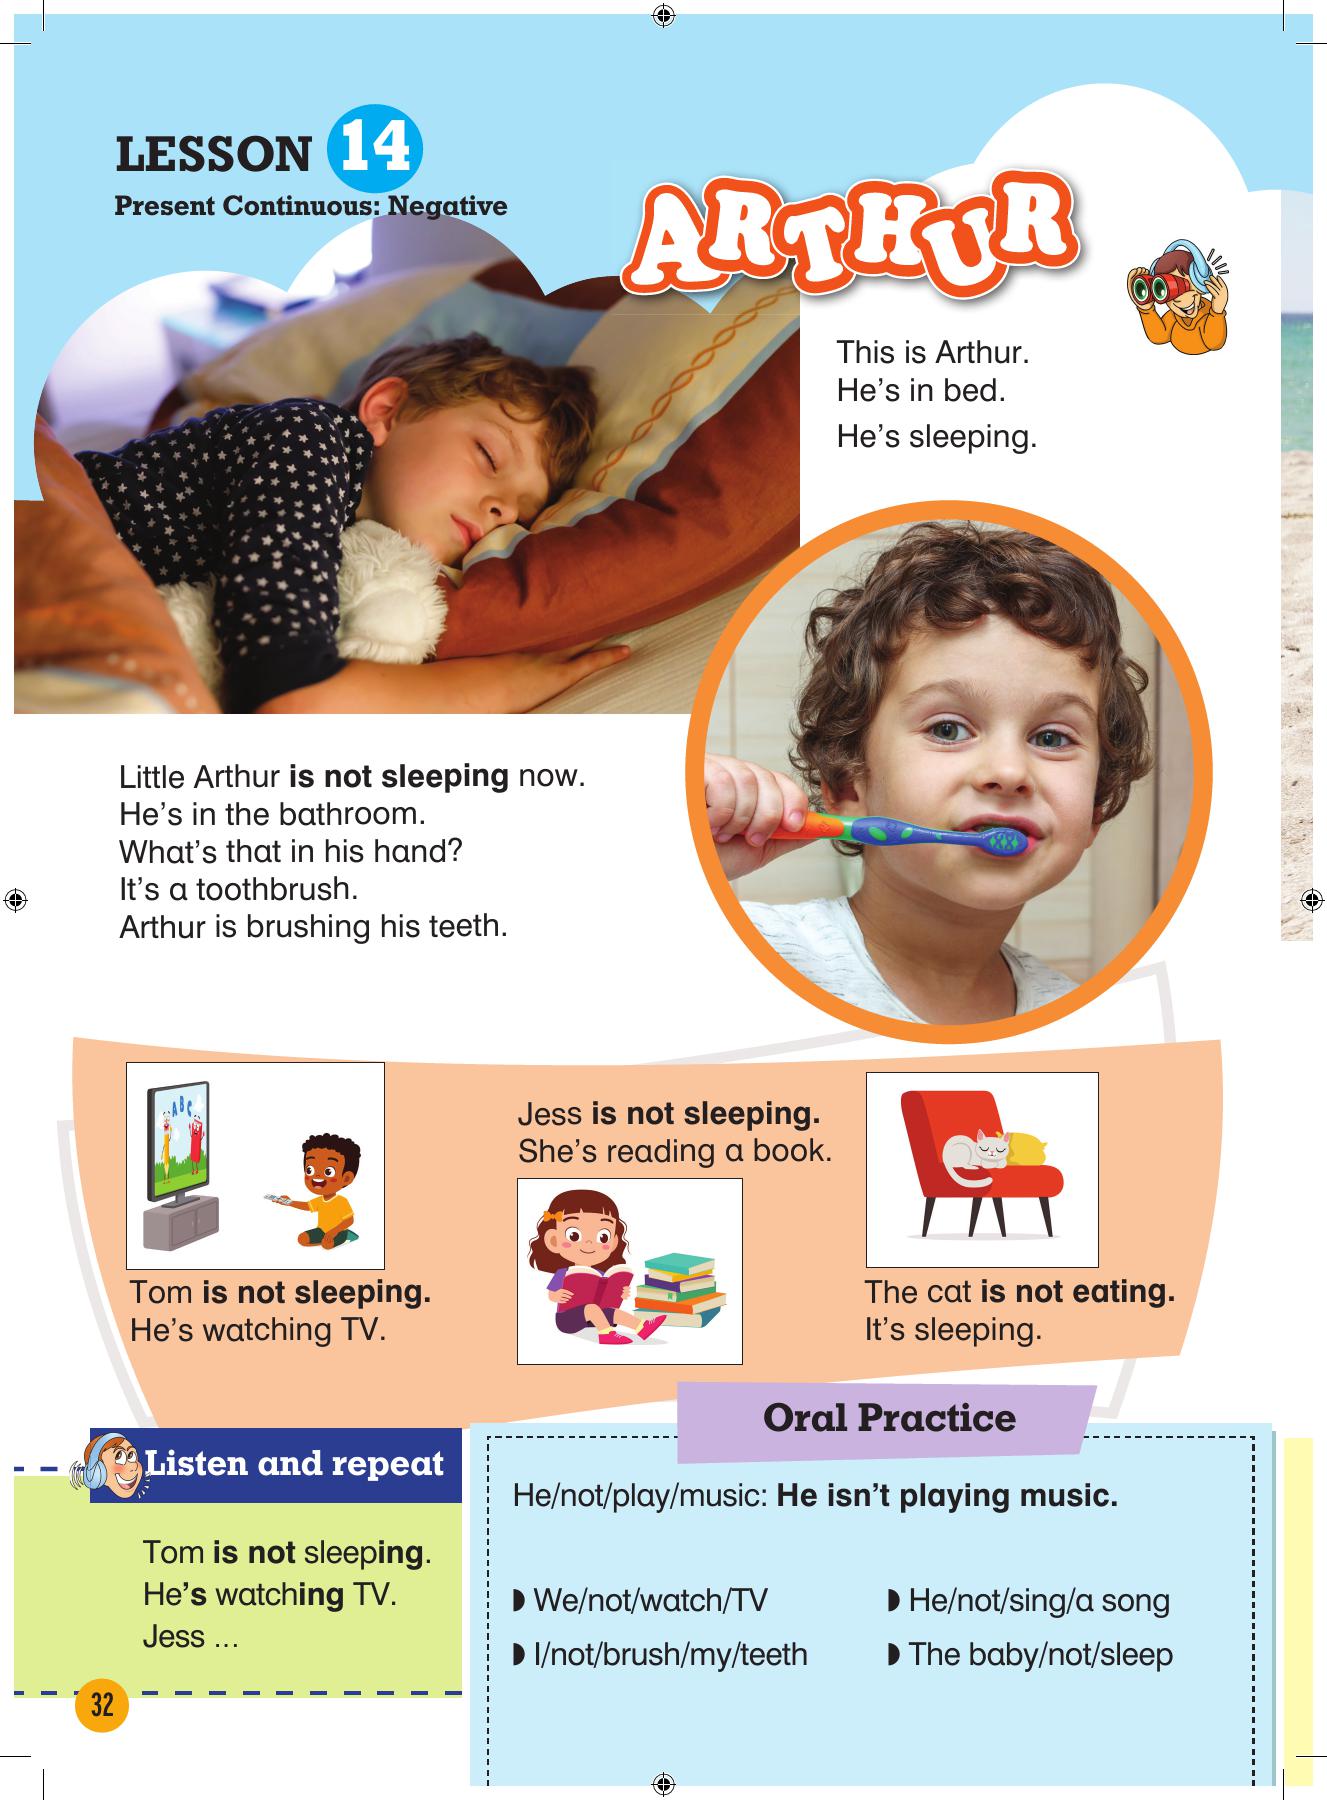 LESSON 14
Present Continuous: Negative
ARTHUR
This is Arthur.
He's in bed.
He's sleeping.
Little Arthur is not sleeping now.
He's in the bathroom.
What's that in his hand?
It's a toothbrush.
Arthur is brushing his teeth.
ABC
Tom is not sleeping.
He's watching TV.
Jess is not sleeping.
She's reading a book.
The cat is not eating.
It's sleeping.
Listen and repeat
Tom is not sleeping.
He's watching TV.
Jess ...
Oral Practice
He/not/play/music: He isn't playing music.
◗ We/not/watch/TV
◗ I/not/brush/my/teeth
◗ He/not/sing/a song
◗ The baby/not/sleep
32